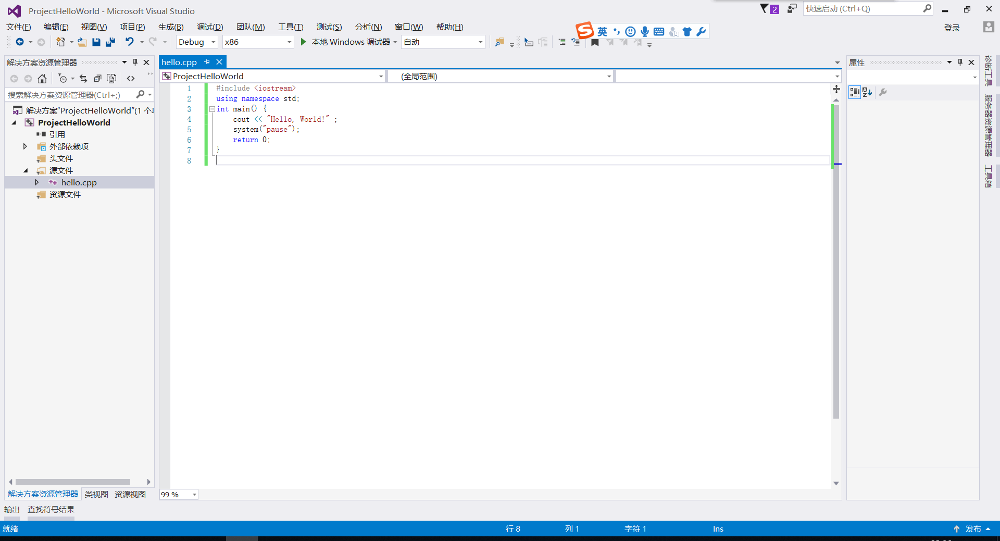 ProjectHelloWorld - Microsoft Visual Studio
2
快速启动 (Ctrl+Q)
文件(F) 编辑(E) 视图(V) 项目(P) 生成(B) 调试(D) 团队(M) 工具(T) 测试(S) 分析(N) 窗口(W) 帮助(H)
登录
英
Debug x86 本地 Windows 调试器 自动
解决方案资源管理器
搜索解决方案资源管理器(Ctrl+;)
解决方案“ProjectHelloWorld”(1 个
ProjectHelloWorld
引用
外部依赖项
头文件
源文件
hello.cpp
资源文件
解决方案资源管理器 类视图 资源视图
hello.cpp
ProjectHelloWorld (全局范围)
1 #include <iostream>
2 using namespace std;
3 int main() {
4 cout << "Hello, World!" ;
5 system("pause");
6 return 0;
7 }
8
99 %
属性
诊断工具
服务器资源管理器
工具箱
输出 查找符号结果
就绪 行 8 列 1 字符 1 Ins 发布